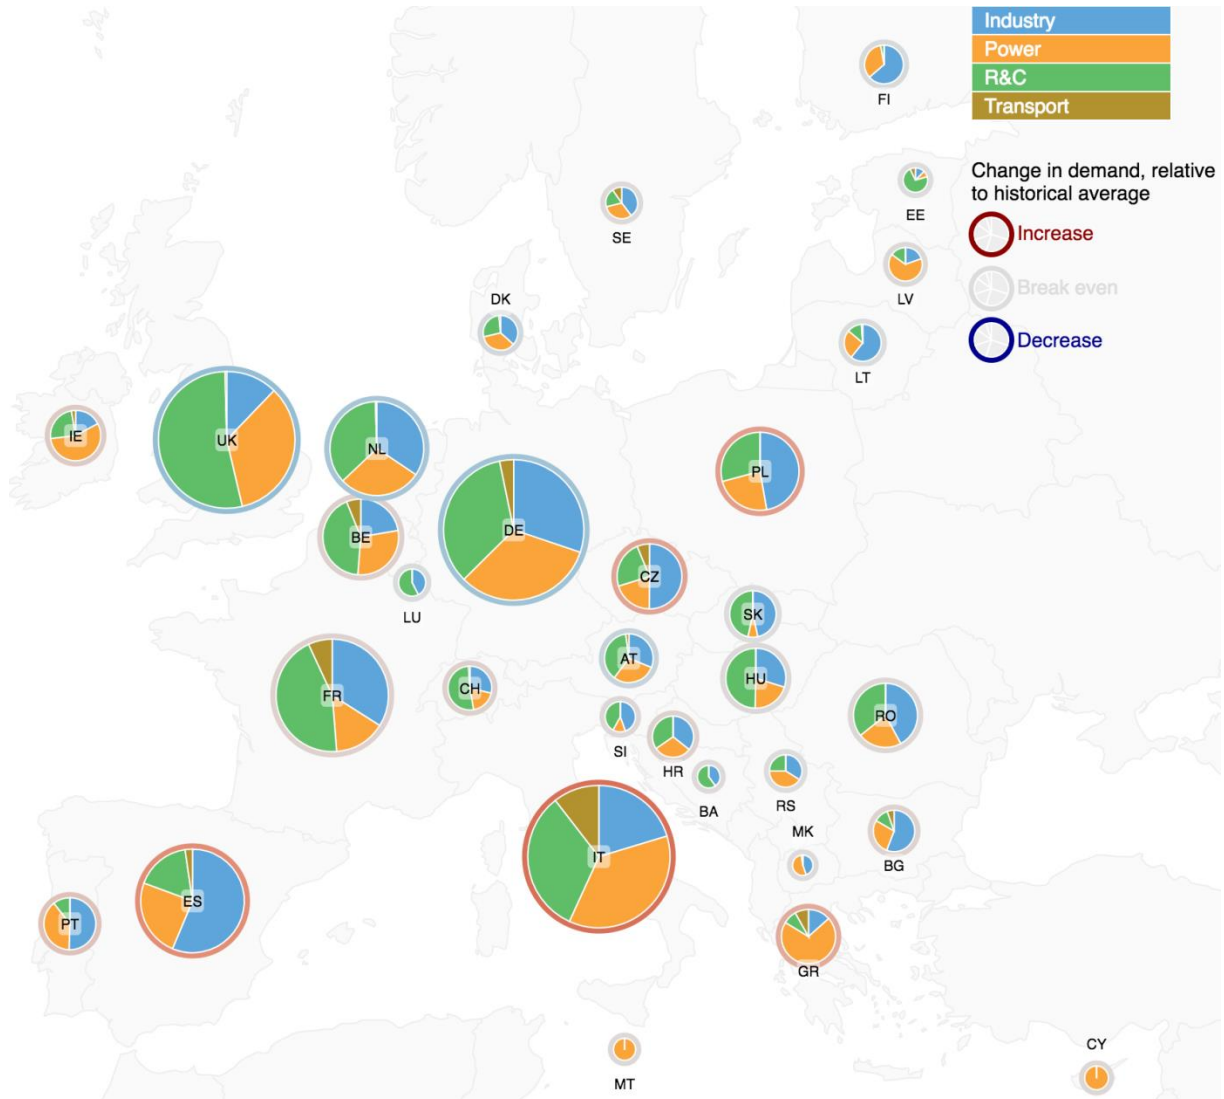 Industry
Power
R&C
Transport
Change in demand, relative
to historical average
Increase
Break even
Decrease
FI
EE
SE
LV
DK
LT
IE
UK
NL
PL
BE
DE
CZ
LU
SK
AT
HU
FR
CH
RO
SI
HR
BA
RS
MK
BG
IT
ES
PT
GR
CY
MT